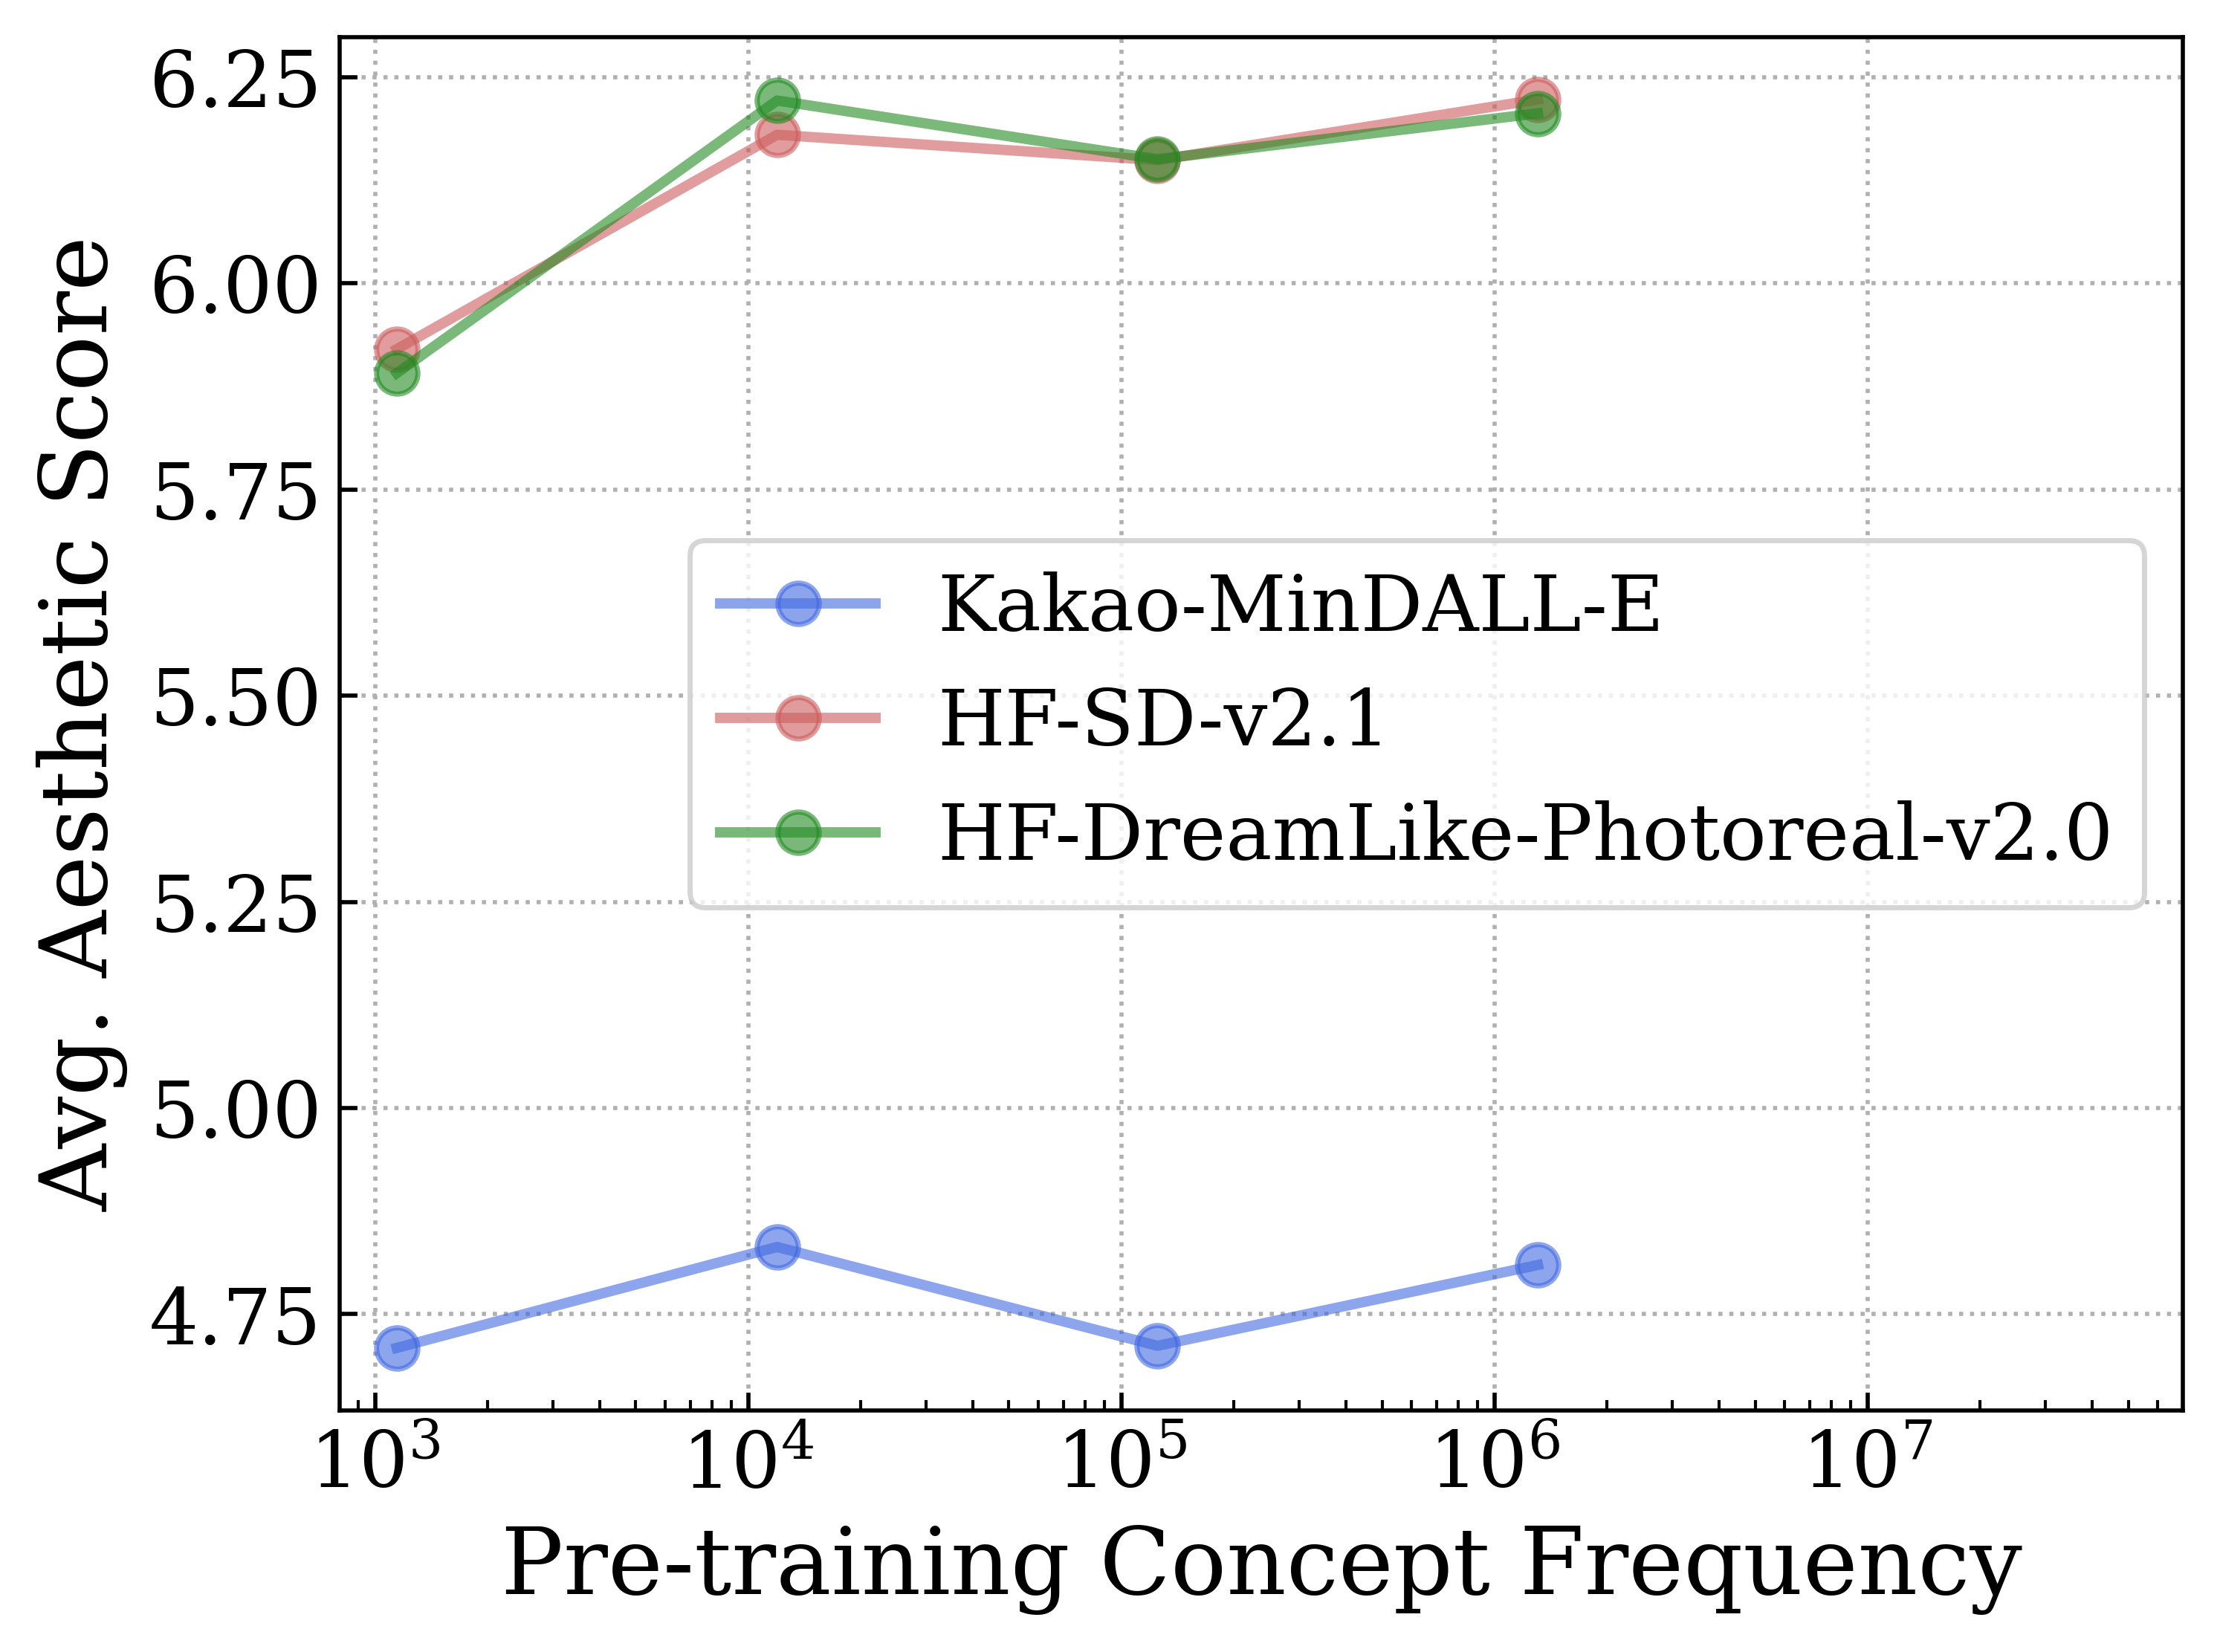 Avg. Aesthetic Score
6.25
6.00
5.75
5.50
5.25
5.00
4.75
Kakao-MinDALL-E
HF-SD-v2.1
HF-DreamLike-Photoreal-v2.0
10³ 10⁴ 10⁵ 10⁶ 10⁷
Pre-training Concept Frequency